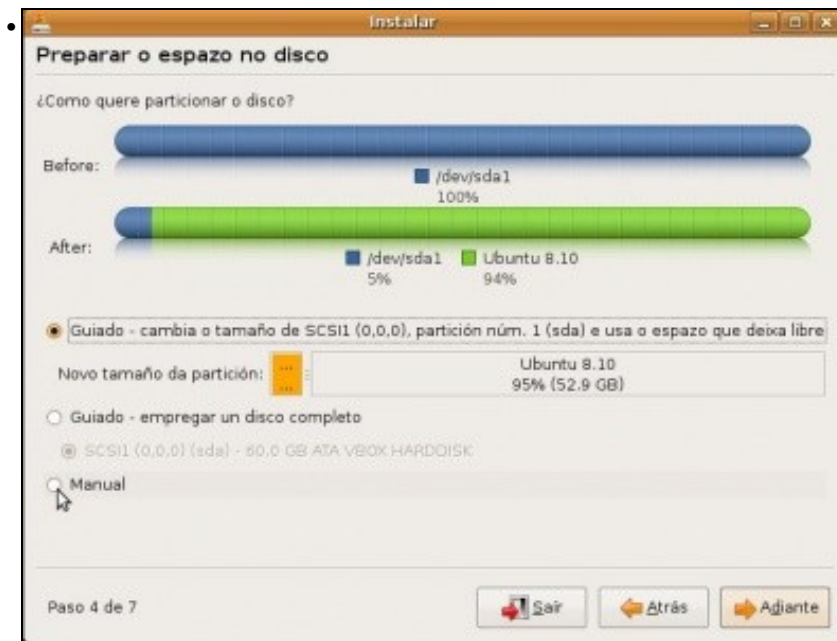 Instalar
Preparar o espazo no disco
¿Como quere particionar o disco?
Before:
/dev/sda1
100%
After:
/dev/sda1 Ubuntu 8.10
5% 94%
Guiado - cambia o tamaño de SCSI1 (0,0,0), partición núm. 1 (sda) e usa o espazo que deixa libre
Novo tamaño da partición: ... Ubuntu 8.10
... 95% (52.9 GB)
Guiado - empregar un disco completo
SCSI1 (0,0,0) (sda) - 60,0 GB ATA VBOX HARDDISK
Manual
Paso 4 de 7 Sair Atrás Adiante